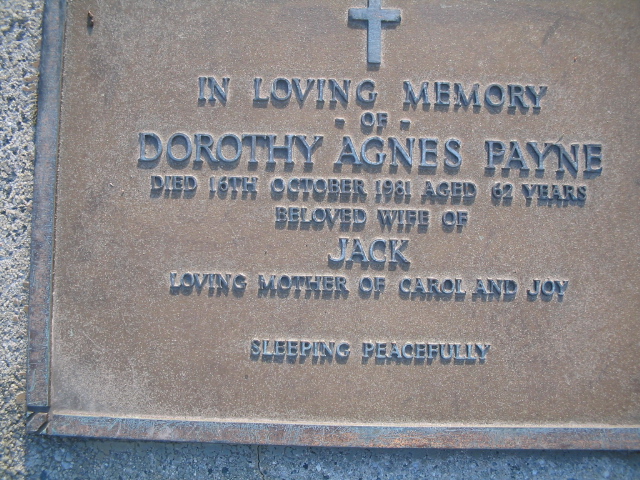 IN LOVING MEMORY
- OF -
DOROTHY AGNES PAYNE
DIED 16TH OCTOBER 1981 AGED 62 YEARS
BELOVED WIFE OF
JACK
LOVING MOTHER OF CAROL AND JOY
SLEEPING PEACEFULLY